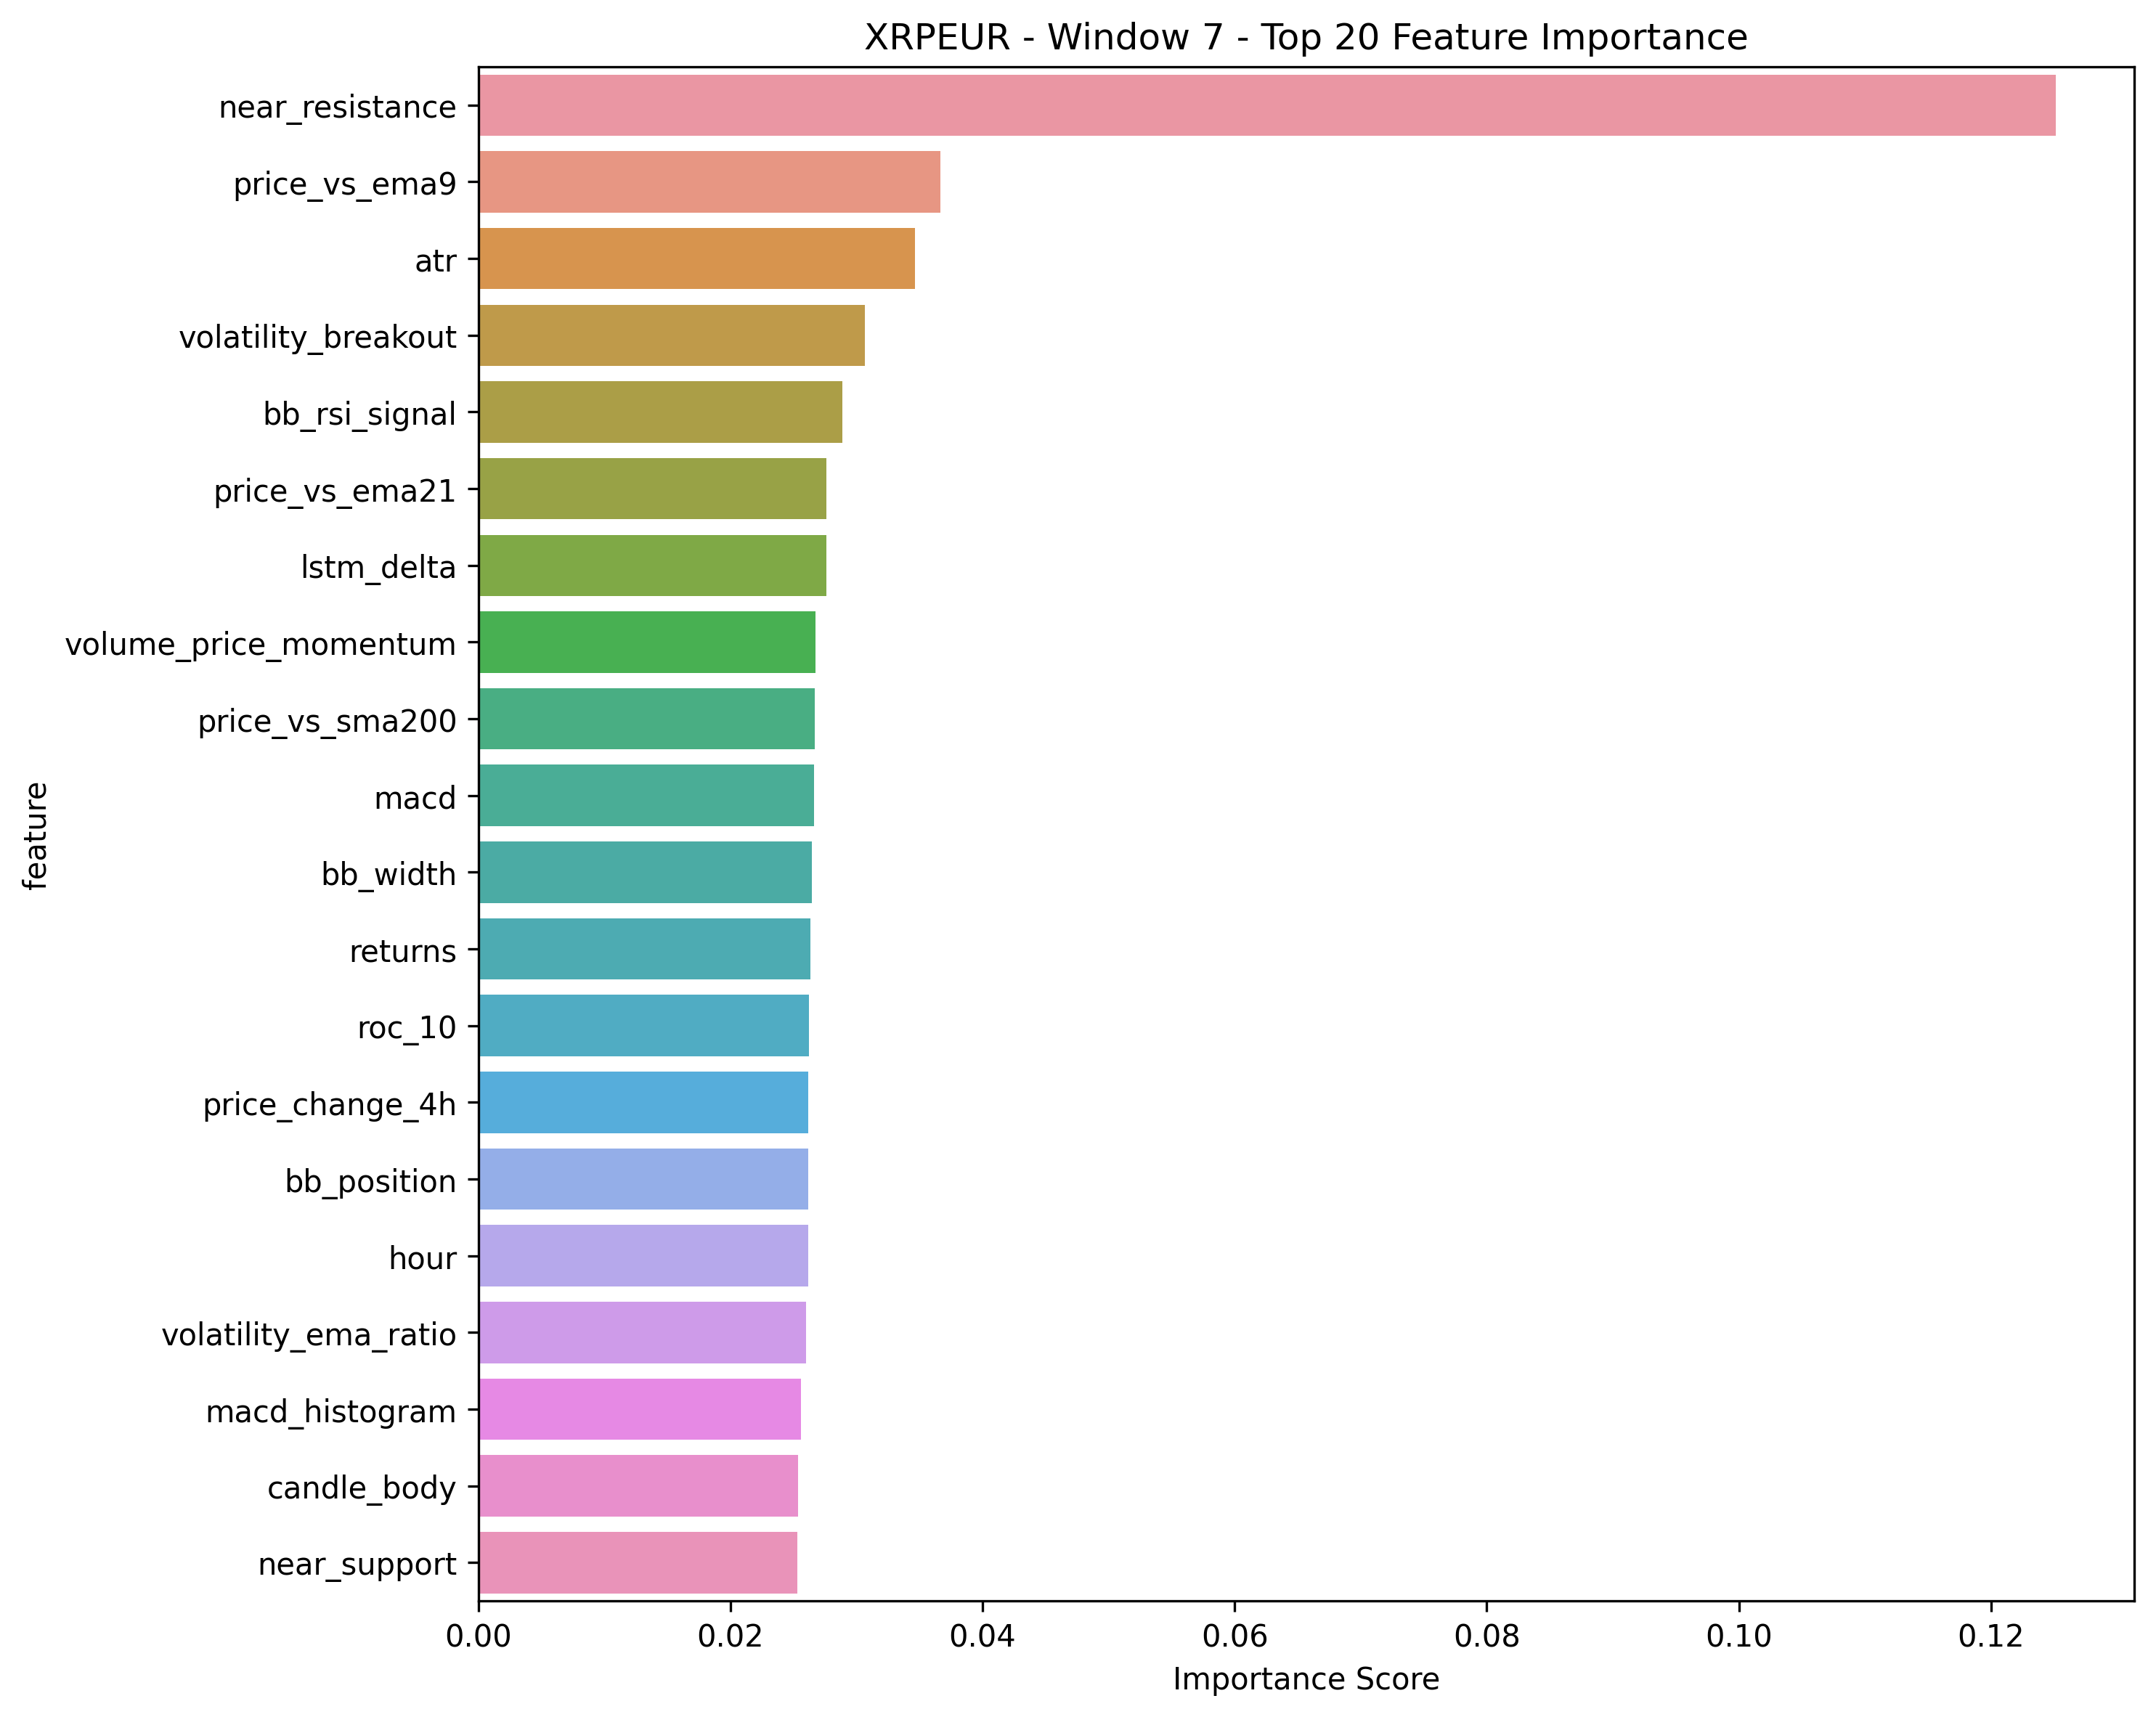 XRPEUR - Window 7 - Top 20 Feature Importance
near_resistance
price_vs_ema9
atr
volatility_breakout
bb_rsi_signal
price_vs_ema21
lstm_delta
volume_price_momentum
price_vs_sma200
macd
bb_width
returns
roc_10
price_change_4h
bb_position
hour
volatility_ema_ratio
macd_histogram
candle_body
near_support
feature
0.00 0.02 0.04 0.06 0.08 0.10 0.12
Importance Score